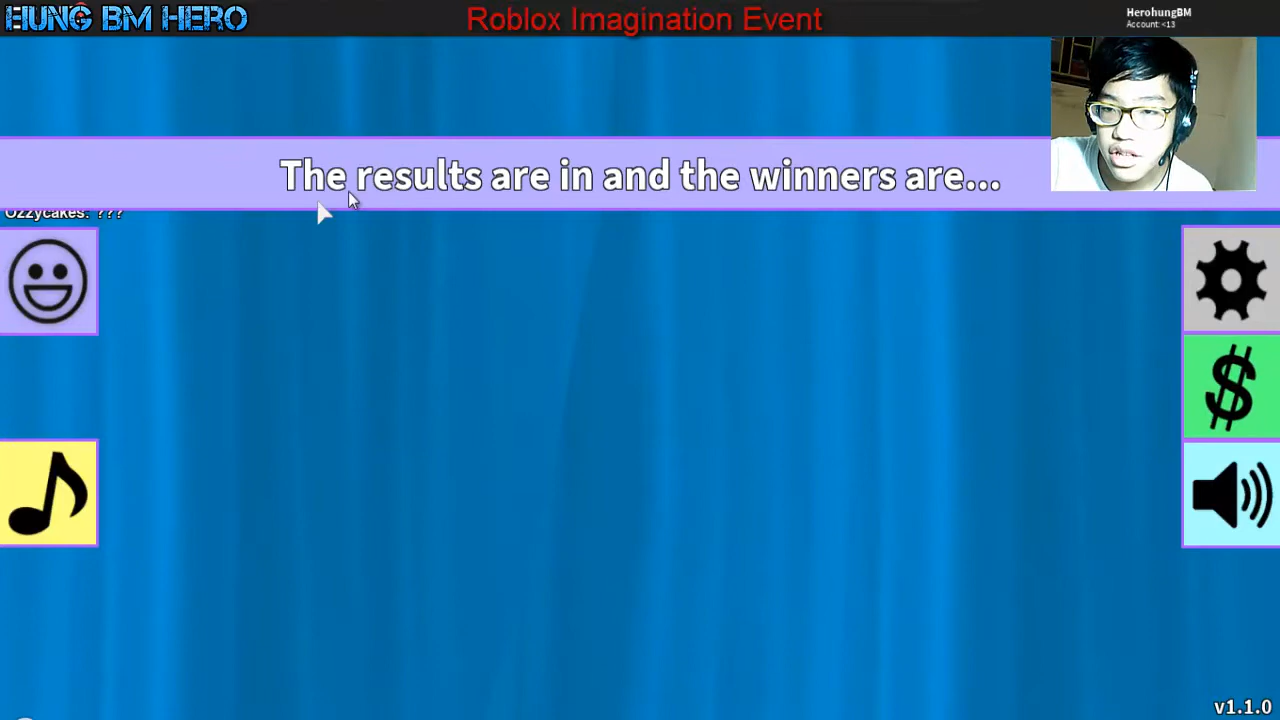 HUNG BM HERO
Roblox Imagination Event
HerohungBM
Account: <13
The results are in and the winners are...
Ozzycakes: ???
v1.1.0